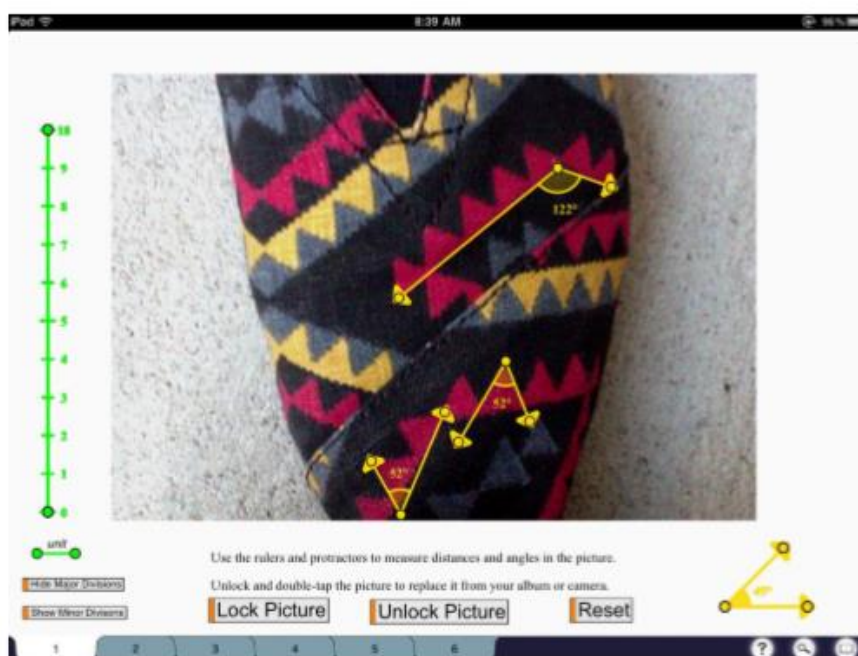 iPad 8:39 AM 96%
10
9
8
7
6
5
4
3
2
1
0
122°
52°
52°
unit
Use the rulers and protractors to measure distances and angles in the picture.
Hide Major Divisions
Unlock and double-tap the picture to replace it from your album or camera.
Show Minor Divisions
Lock Picture Unlock Picture Reset
1 2 3 4 5 6 ?